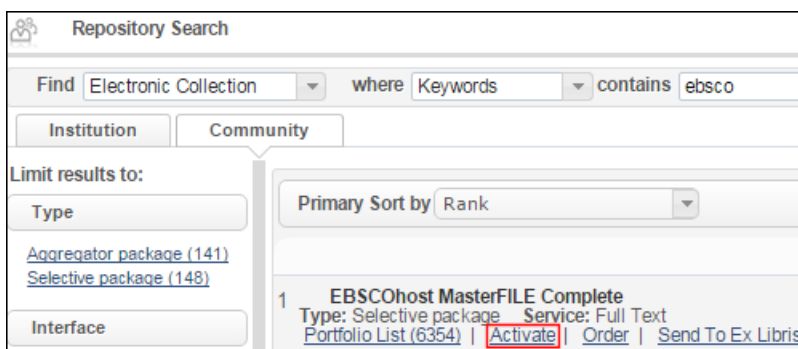 Repository Search
Find Electronic Collection where Keywords contains ebsco
Institution Community
Limit results to:
Type
Aggregator package (141)
Selective package (148)
Interface
Primary Sort by Rank
1 EBSCOhost MasterFILE Complete
Type: Selective package Service: Full Text
Portfolio List (6354) | Activate | Order | Send To Ex Libris